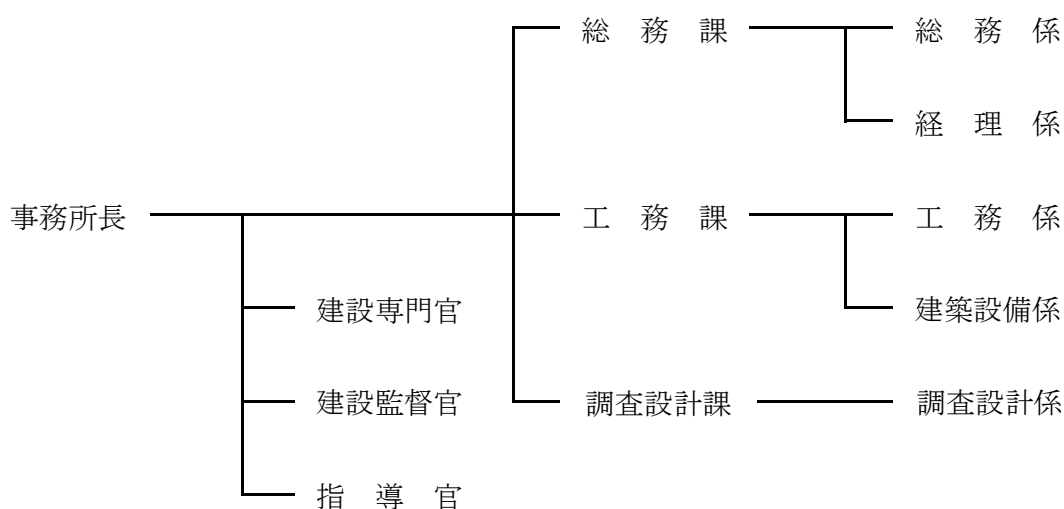 総務課 総務係
経理係
事務所長 工務課 工務係
建設専門官 建築設備係
建設監督官 調査設計課 調査設計係
指導官